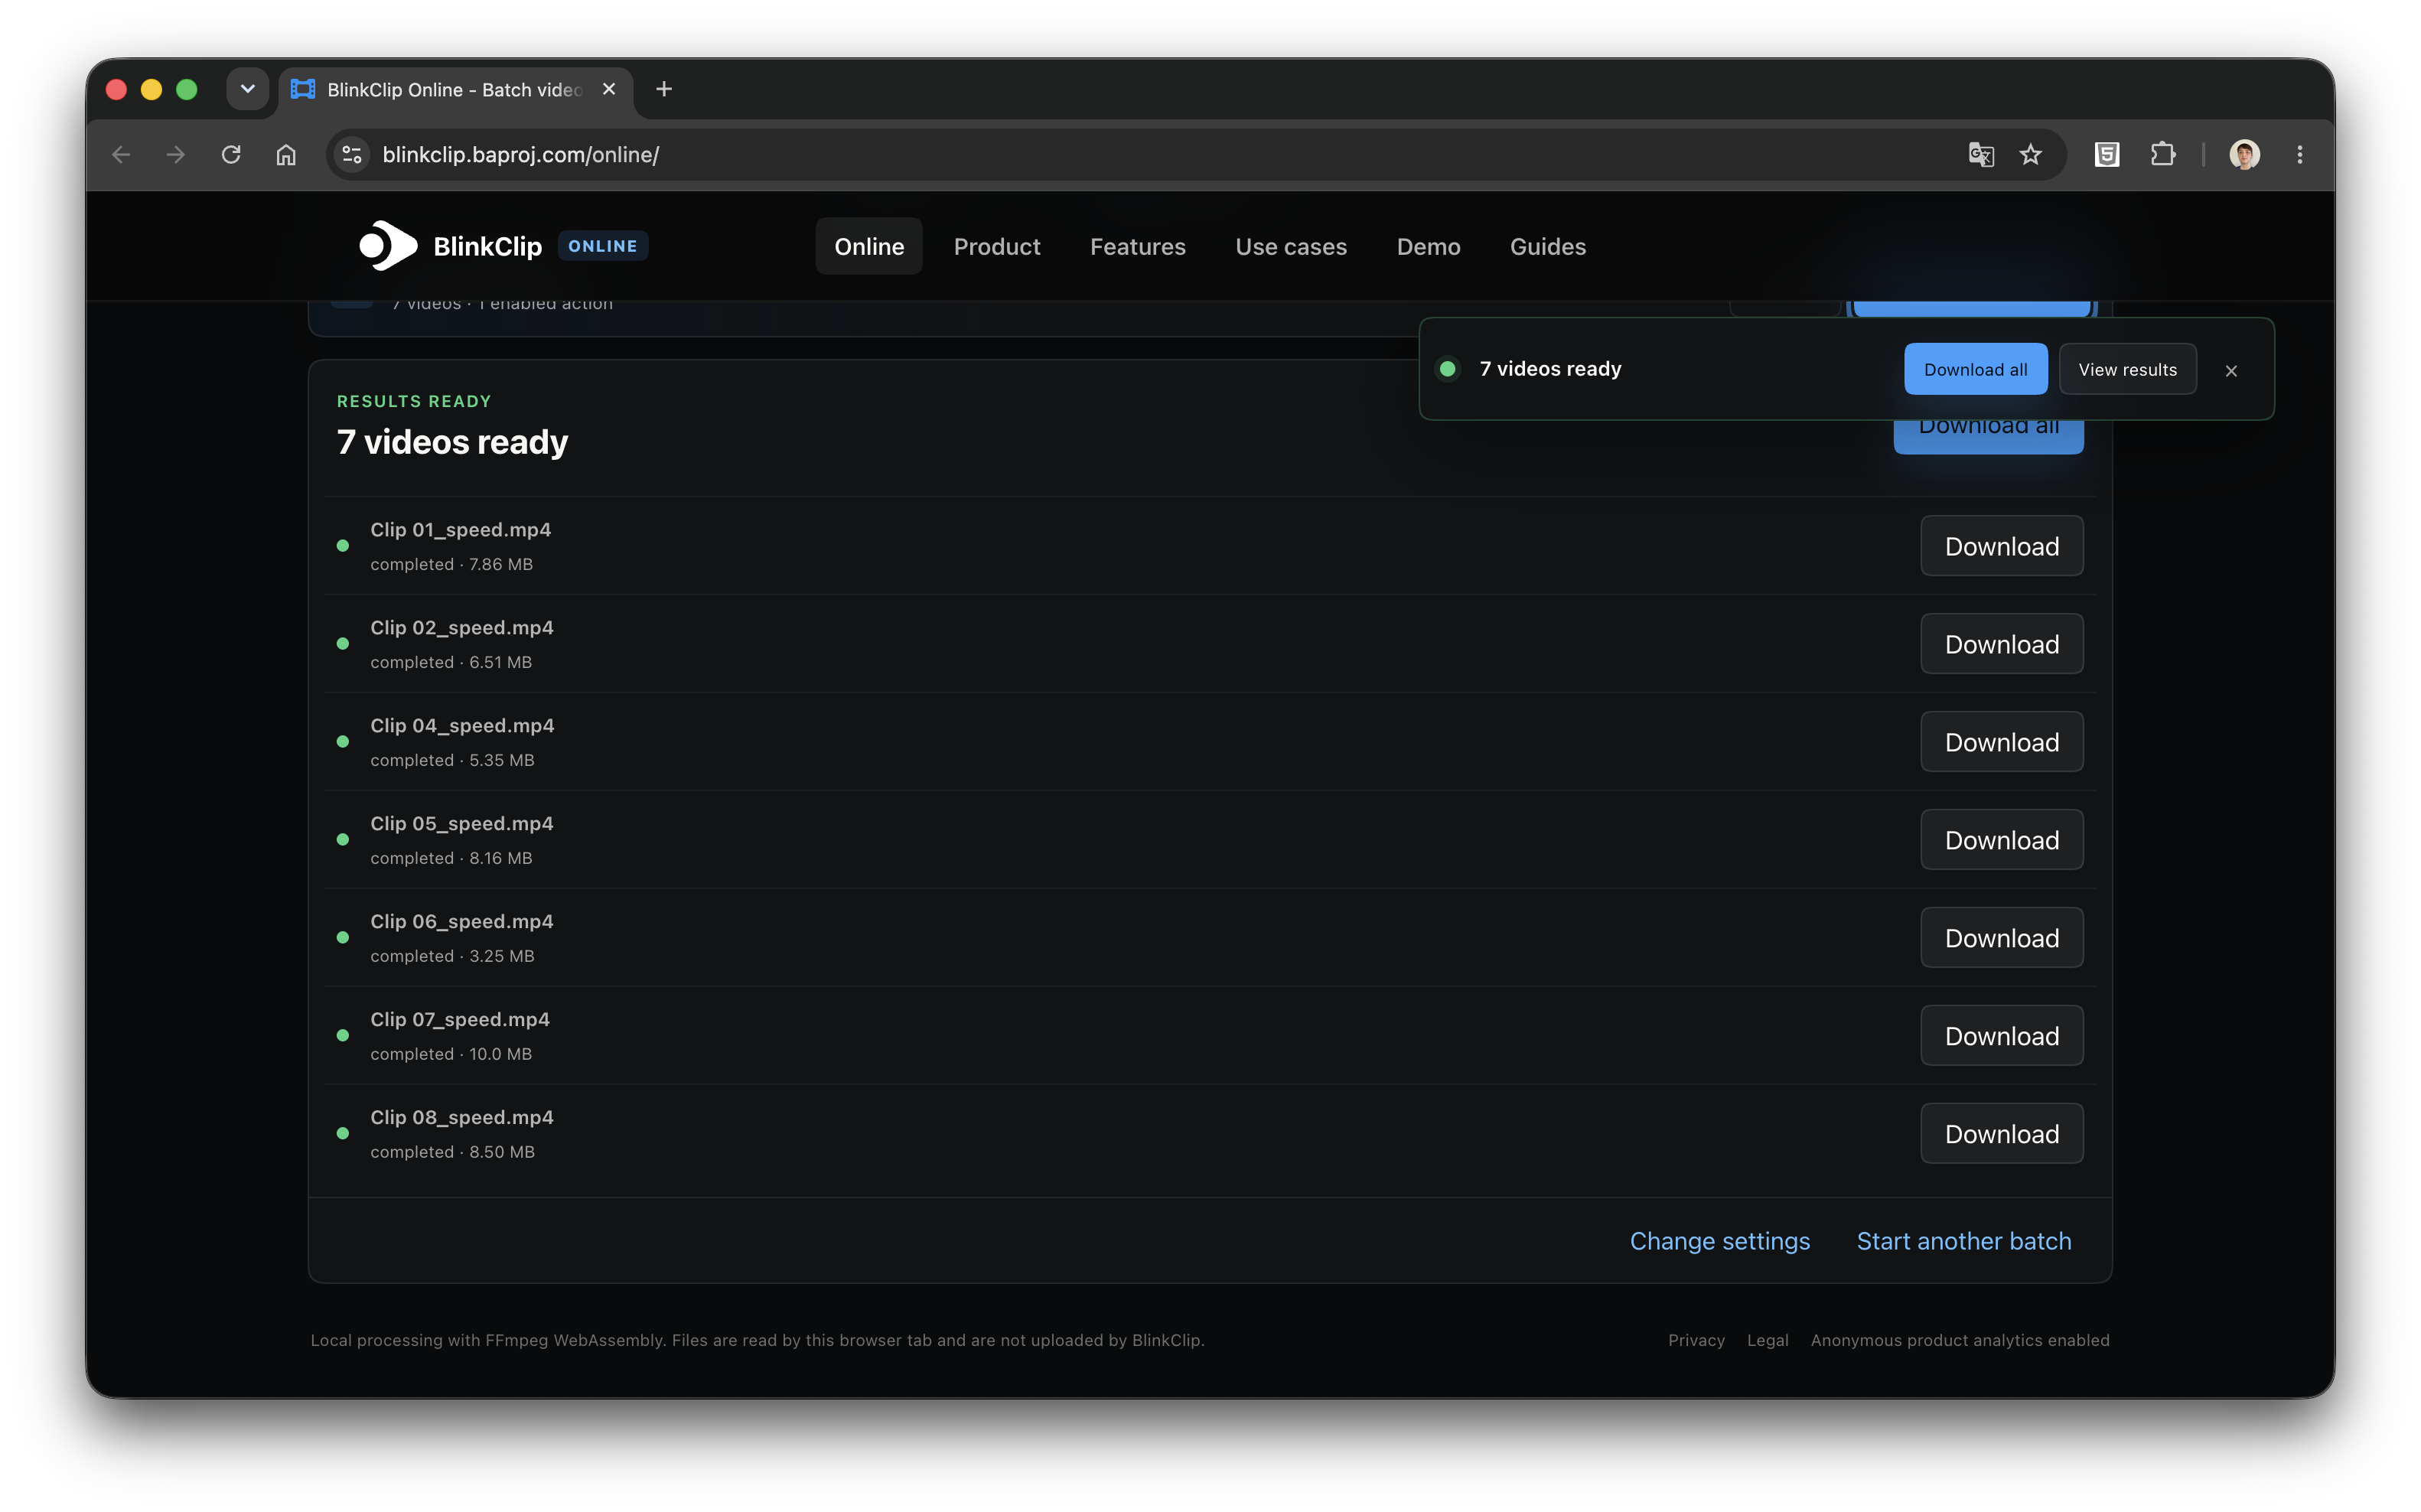 BlinkClip Online - Batch video
blinkclip.baproj.com/online/
BlinkClip ONLINE Online Product Features Use cases Demo Guides
7 videos · 1 enabled action
7 videos ready Download all View results
RESULTS READY
7 videos ready Download all
Clip 01_speed.mp4
completed · 7.86 MB
Download
Clip 02_speed.mp4
completed · 6.51 MB
Download
Clip 04_speed.mp4
completed · 5.35 MB
Download
Clip 05_speed.mp4
completed · 8.16 MB
Download
Clip 06_speed.mp4
completed · 3.25 MB
Download
Clip 07_speed.mp4
completed · 10.0 MB
Download
Clip 08_speed.mp4
completed · 8.50 MB
Download
Change settings Start another batch
Local processing with FFmpeg WebAssembly. Files are read by this browser tab and are not uploaded by BlinkClip. Privacy Legal Anonymous product analytics enabled